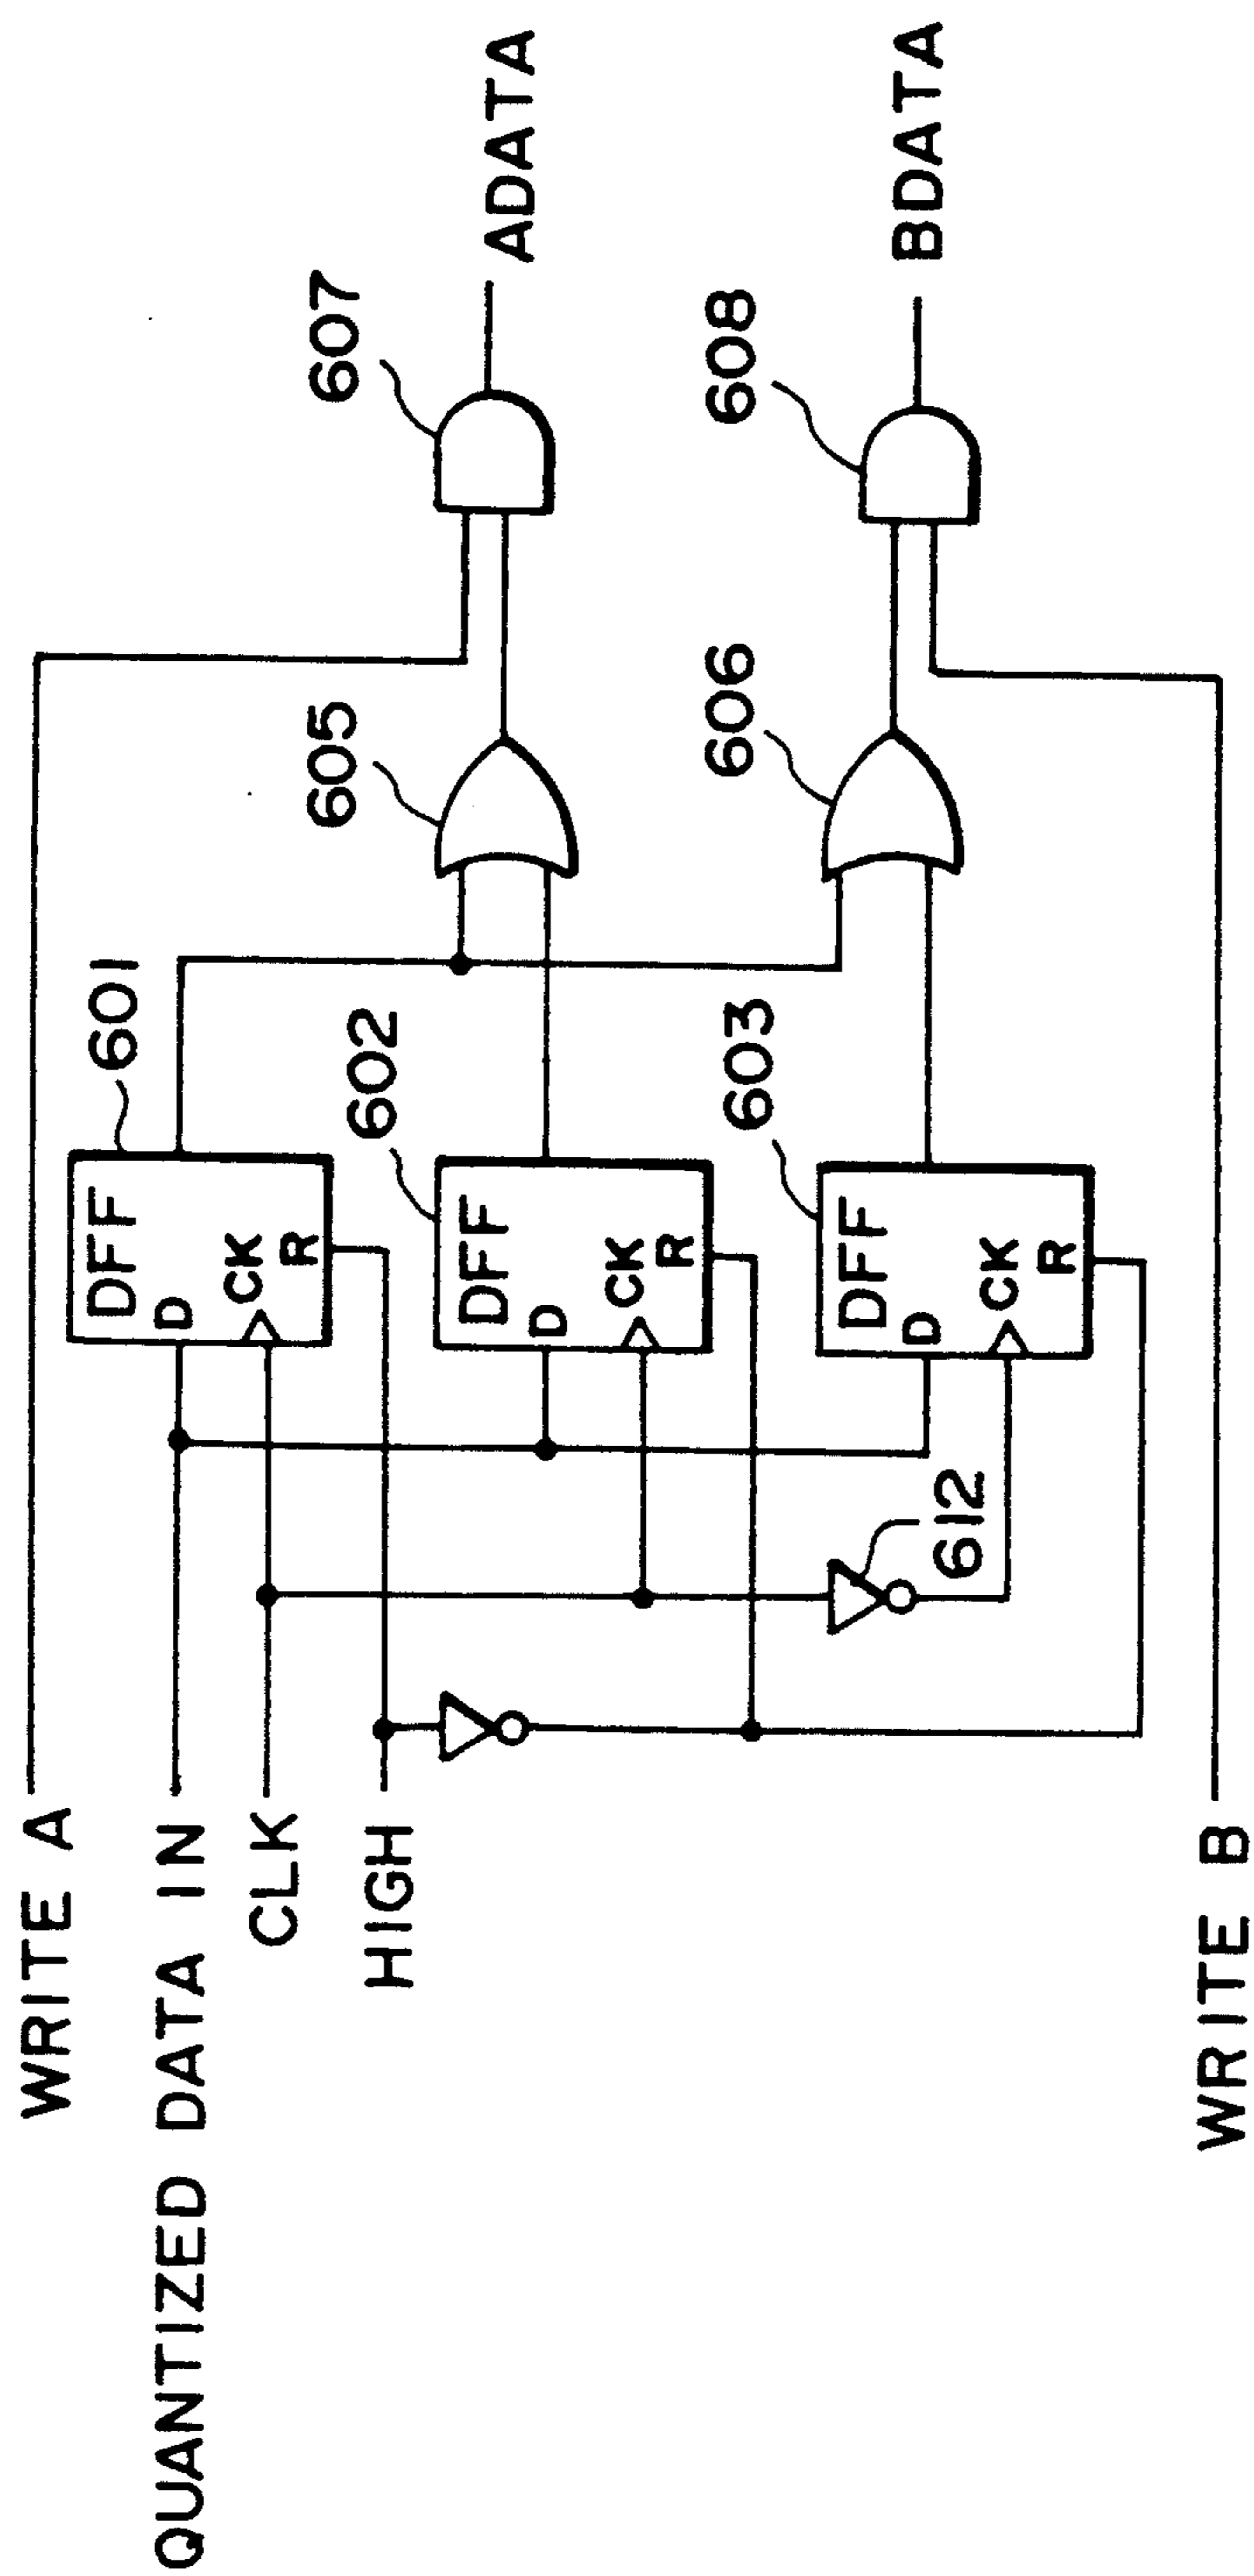 WRITE A
QUANTIZED DATA IN
CLK
HIGH
WRITE B
DFF
D
CK
R
601
DFF
D
CK
R
602
DFF
D
CK
R
603
612
605
606
607
608
ADATA
BDATA